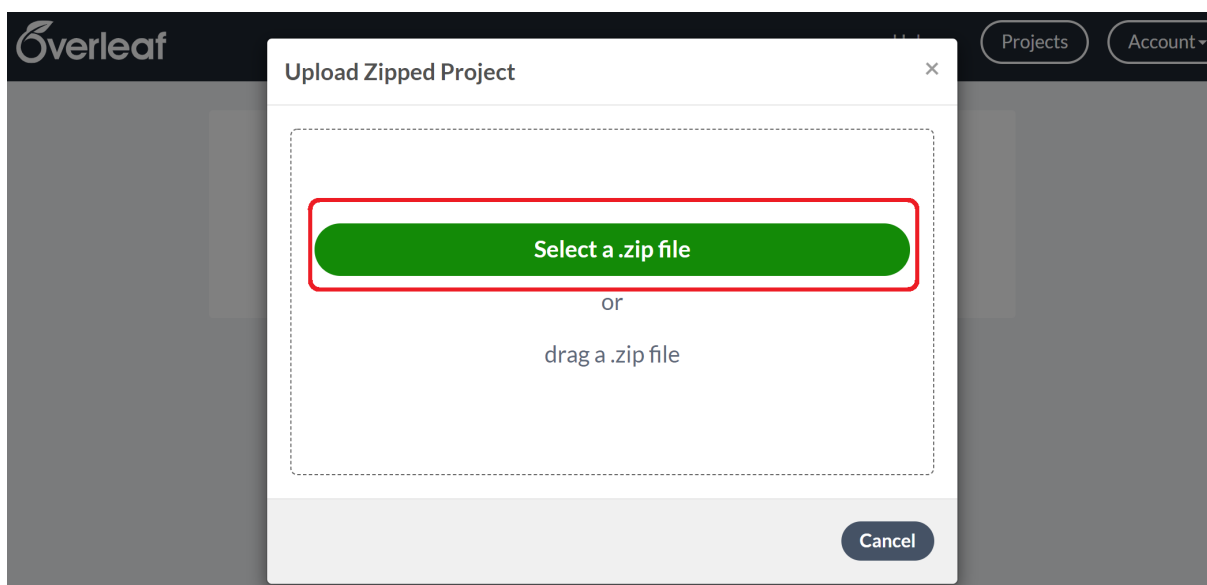 Overleaf
Projects
Account
Upload Zipped Project
×
Select a .zip file
or
drag a .zip file
Cancel